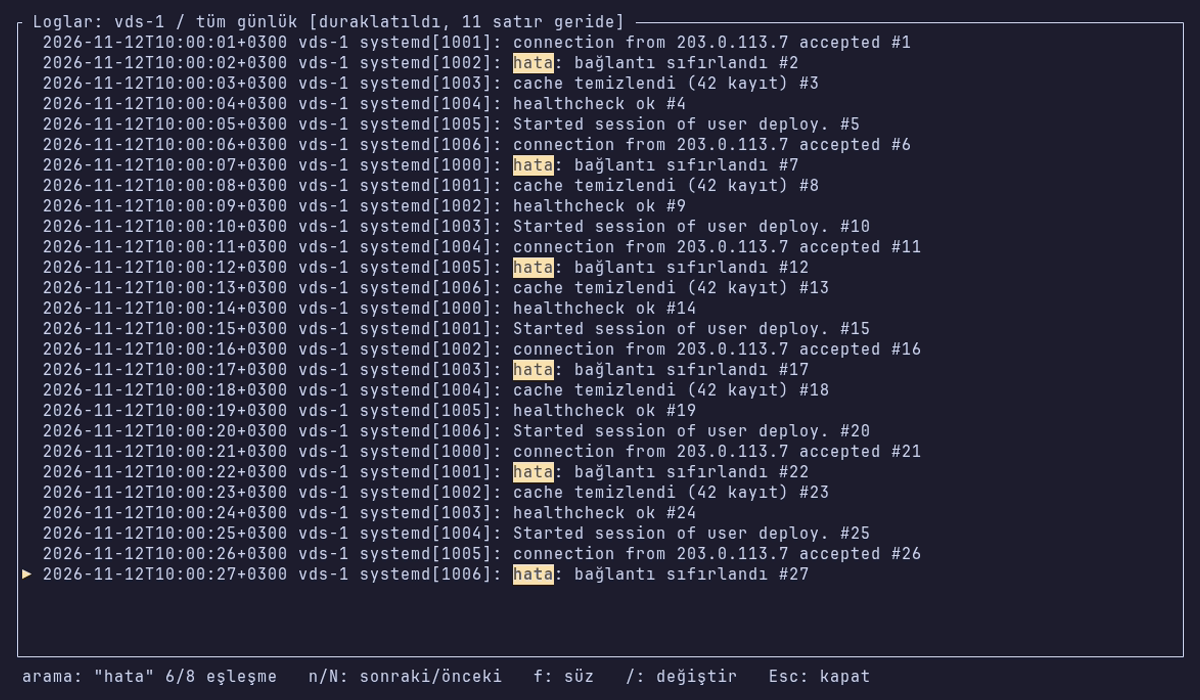 Loglar: vds-1 / tüm günlük [duraklatıldı, 11 satır geride]
2026-11-12T10:00:01+0300 vds-1 systemd[1001]: connection from 203.0.113.7 accepted #1
2026-11-12T10:00:02+0300 vds-1 systemd[1002]: hata: bağlantı sıfırlandı #2
2026-11-12T10:00:03+0300 vds-1 systemd[1003]: cache temizlendi (42 kayıt) #3
2026-11-12T10:00:04+0300 vds-1 systemd[1004]: healthcheck ok #4
2026-11-12T10:00:05+0300 vds-1 systemd[1005]: Started session of user deploy. #5
2026-11-12T10:00:06+0300 vds-1 systemd[1006]: connection from 203.0.113.7 accepted #6
2026-11-12T10:00:07+0300 vds-1 systemd[1000]: hata: bağlantı sıfırlandı #7
2026-11-12T10:00:08+0300 vds-1 systemd[1001]: cache temizlendi (42 kayıt) #8
2026-11-12T10:00:09+0300 vds-1 systemd[1002]: healthcheck ok #9
2026-11-12T10:00:10+0300 vds-1 systemd[1003]: Started session of user deploy. #10
2026-11-12T10:00:11+0300 vds-1 systemd[1004]: connection from 203.0.113.7 accepted #11
2026-11-12T10:00:12+0300 vds-1 systemd[1005]: hata: bağlantı sıfırlandı #12
2026-11-12T10:00:13+0300 vds-1 systemd[1006]: cache temizlendi (42 kayıt) #13
2026-11-12T10:00:14+0300 vds-1 systemd[1000]: healthcheck ok #14
2026-11-12T10:00:15+0300 vds-1 systemd[1001]: Started session of user deploy. #15
2026-11-12T10:00:16+0300 vds-1 systemd[1002]: connection from 203.0.113.7 accepted #16
2026-11-12T10:00:17+0300 vds-1 systemd[1003]: hata: bağlantı sıfırlandı #17
2026-11-12T10:00:18+0300 vds-1 systemd[1004]: cache temizlendi (42 kayıt) #18
2026-11-12T10:00:19+0300 vds-1 systemd[1005]: healthcheck ok #19
2026-11-12T10:00:20+0300 vds-1 systemd[1006]: Started session of user deploy. #20
2026-11-12T10:00:21+0300 vds-1 systemd[1000]: connection from 203.0.113.7 accepted #21
2026-11-12T10:00:22+0300 vds-1 systemd[1001]: hata: bağlantı sıfırlandı #22
2026-11-12T10:00:23+0300 vds-1 systemd[1002]: cache temizlendi (42 kayıt) #23
2026-11-12T10:00:24+0300 vds-1 systemd[1003]: healthcheck ok #24
2026-11-12T10:00:25+0300 vds-1 systemd[1004]: Started session of user deploy. #25
2026-11-12T10:00:26+0300 vds-1 systemd[1005]: connection from 203.0.113.7 accepted #26
▶ 2026-11-12T10:00:27+0300 vds-1 systemd[1006]: hata: bağlantı sıfırlandı #27
arama: "hata" 6/8 eşleşme   n/N: sonraki/önceki   f: süz   /: değiştir   Esc: kapat